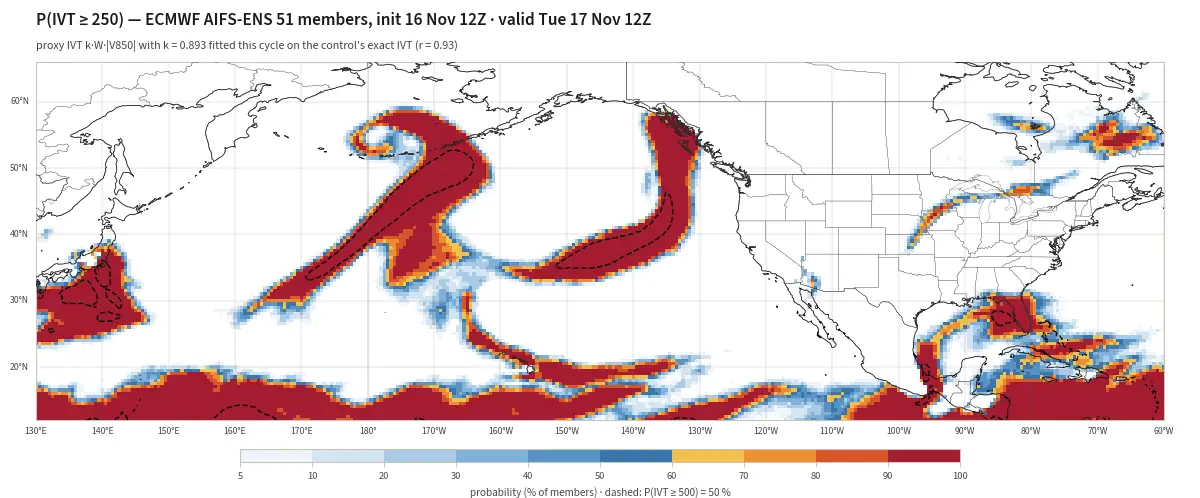 P(IVT ≥ 250) — ECMWF AIFS-ENS 51 members, init 16 Nov 12Z · valid Tue 17 Nov 12Z
proxy IVT k·W·|V850| with k = 0.893 fitted this cycle on the control's exact IVT (r = 0.93)
60°N
50°N
40°N
30°N
20°N
130°E 140°E 150°E 160°E 180° 170°W 160°W 150°W 140°W 130°W 120°W 110°W 100°W 90°W 80°W 70°W 60°W
5 10 20 30 40 50 60 70 80 90 100
probability (% of members) · dashed: P(IVT ≥ 500) = 50 %